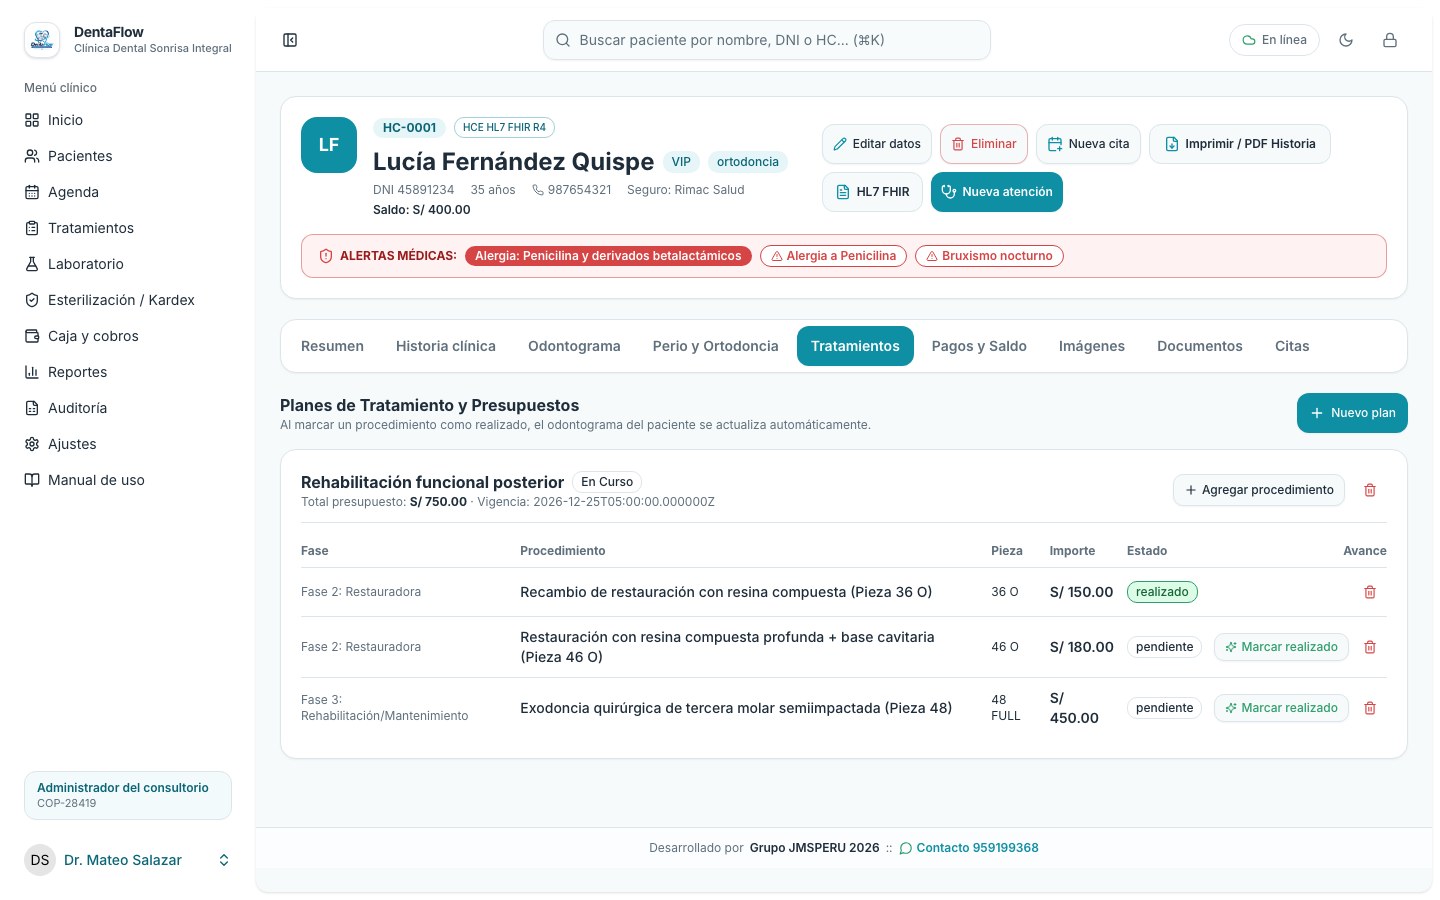 DentaFlow
Clínica Dental Sonrisa Integral
Menú clínico
Inicio
Pacientes
Agenda
Tratamientos
Laboratorio
Esterilización / Kardex
Caja y cobros
Reportes
Auditoría
Ajustes
Manual de uso
Administrador del consultorio
COP-28419
DS Dr. Mateo Salazar
Buscar paciente por nombre, DNI o HC... (⌘K)
En línea
LF
HC-0001 HCE HL7 FHIR R4
Lucía Fernández Quispe VIP ortodoncia
DNI 45891234 35 años 987654321 Seguro: Rimac Salud
Saldo: S/ 400.00
Editar datos Eliminar Nueva cita Imprimir / PDF Historia
HL7 FHIR Nueva atención
ALERTAS MÉDICAS: Alergia: Penicilina y derivados betalactámicos Alergia a Penicilina Bruxismo nocturno
Resumen Historia clínica Odontograma Perio y Ortodoncia Tratamientos Pagos y Saldo Imágenes Documentos Citas
Planes de Tratamiento y Presupuestos
Al marcar un procedimiento como realizado, el odontograma del paciente se actualiza automáticamente.
Nuevo plan
Rehabilitación funcional posterior En Curso
Total presupuesto: S/ 750.00 · Vigencia: 2026-12-25T05:00:00.000000Z
Agregar procedimiento
Fase Procedimiento Pieza Importe Estado Avance
Fase 2: Restauradora Recambio de restauración con resina compuesta (Pieza 36 O) 36 O S/ 150.00 realizado
Fase 2: Restauradora Restauración con resina compuesta profunda + base cavitaria
(Pieza 46 O) 46 O S/ 180.00 pendiente Marcar realizado
Fase 3:
Rehabilitación/Mantenimiento Exodoncia quirúrgica de tercera molar semiimpactada (Pieza 48) 48
FULL S/
450.00 pendiente Marcar realizado
Desarrollado por Grupo JMSPERU 2026 :: Contacto 959199368